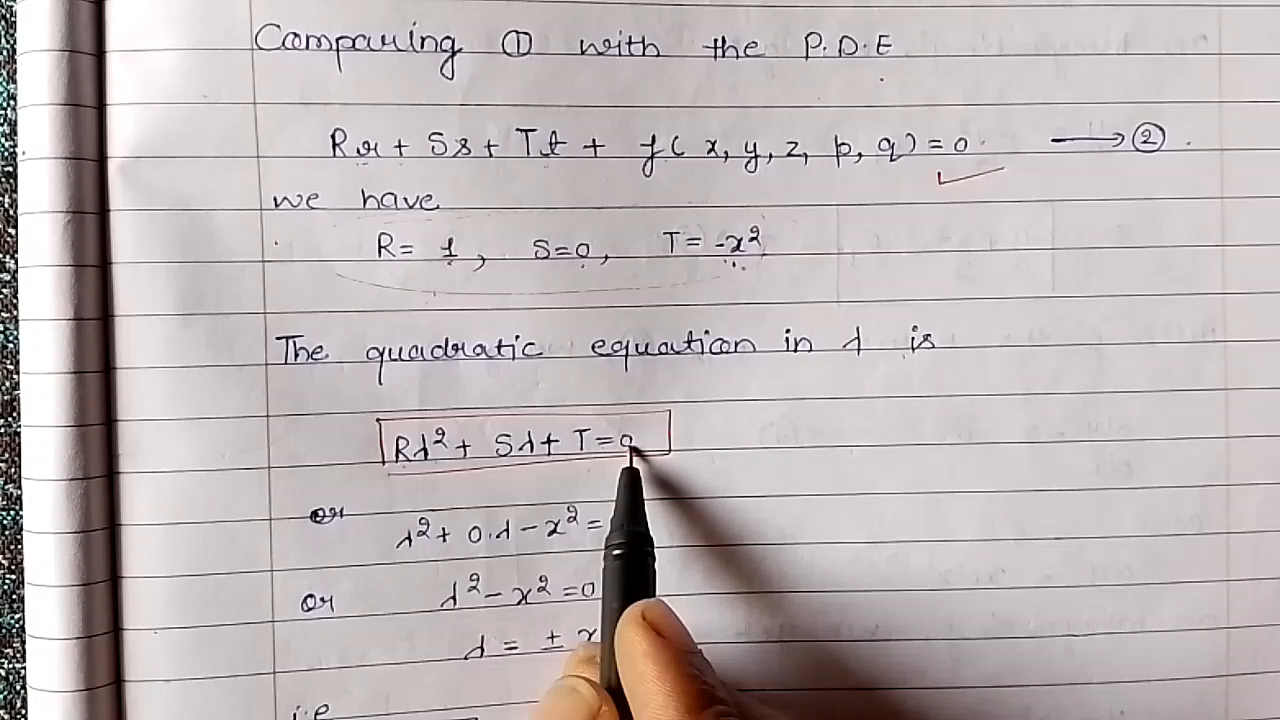 Comparing ① with the P.D.E
Rr + Ss + Tt + f( x, y, z, p, q) = 0. ⟶ ② .
we have
R = 1, S=0, T= -x²
The quadratic equation in λ is
Rλ² + Sλ + T = 0
or λ² + 0.λ - x² =
or λ² - x² = 0
λ = ± x
i.e